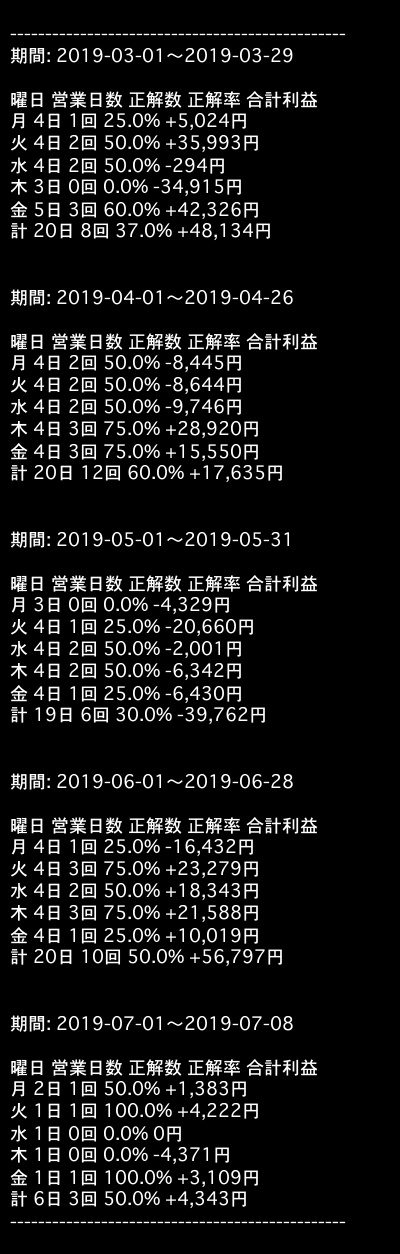 ------------------------------------------------
期間: 2019-03-01〜2019-03-29
曜日 営業日数 正解数 正解率 合計利益
月 4日 1回 25.0% +5,024円
火 4日 2回 50.0% +35,993円
水 4日 2回 50.0% -294円
木 3日 0回 0.0% -34,915円
金 5日 3回 60.0% +42,326円
計 20日 8回 37.0% +48,134円
期間: 2019-04-01〜2019-04-26
曜日 営業日数 正解数 正解率 合計利益
月 4日 2回 50.0% -8,445円
火 4日 2回 50.0% -8,644円
水 4日 2回 50.0% -9,746円
木 4日 3回 75.0% +28,920円
金 4日 3回 75.0% +15,550円
計 20日 12回 60.0% +17,635円
期間: 2019-05-01〜2019-05-31
曜日 営業日数 正解数 正解率 合計利益
月 3日 0回 0.0% -4,329円
火 4日 1回 25.0% -20,660円
水 4日 2回 50.0% -2,001円
木 4日 2回 50.0% -6,342円
金 4日 1回 25.0% -6,430円
計 19日 6回 30.0% -39,762円
期間: 2019-06-01〜2019-06-28
曜日 営業日数 正解数 正解率 合計利益
月 4日 1回 25.0% -16,432円
火 4日 3回 75.0% +23,279円
水 4日 2回 50.0% +18,343円
木 4日 3回 75.0% +21,588円
金 4日 1回 25.0% +10,019円
計 20日 10回 50.0% +56,797円
期間: 2019-07-01〜2019-07-08
曜日 営業日数 正解数 正解率 合計利益
月 2日 1回 50.0% +1,383円
火 1日 1回 100.0% +4,222円
水 1日 0回 0.0% 0円
木 1日 0回 0.0% -4,371円
金 1日 1回 100.0% +3,109円
計 6日 3回 50.0% +4,343円
------------------------------------------------